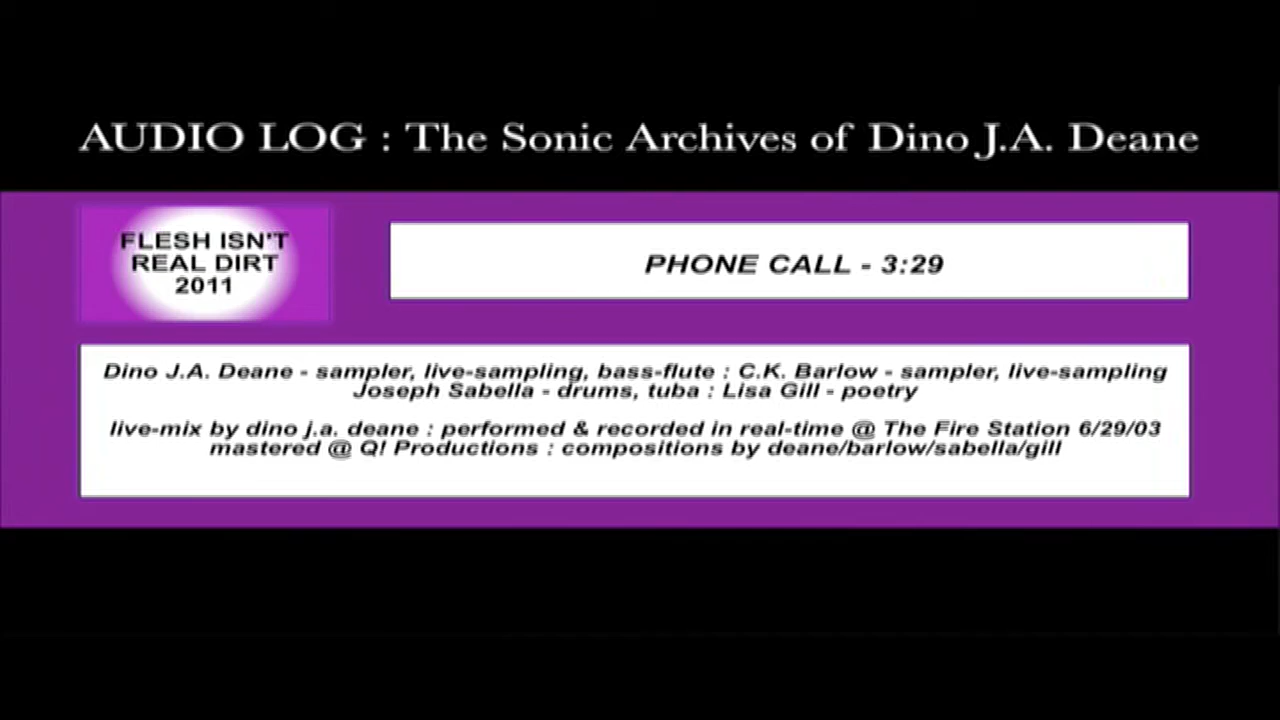 AUDIO LOG : The Sonic Archives of Dino J.A. Deane
FLESH ISN'T
REAL DIRT
2011
PHONE CALL - 3:29
Dino J.A. Deane - sampler, live-sampling, bass-flute : C.K. Barlow - sampler, live-sampling
Joseph Sabella - drums, tuba : Lisa Gill - poetry
live-mix by dino j.a. deane : performed & recorded in real-time @ The Fire Station 6/29/03
mastered @ Q! Productions : compositions by deane/barlow/sabella/gill